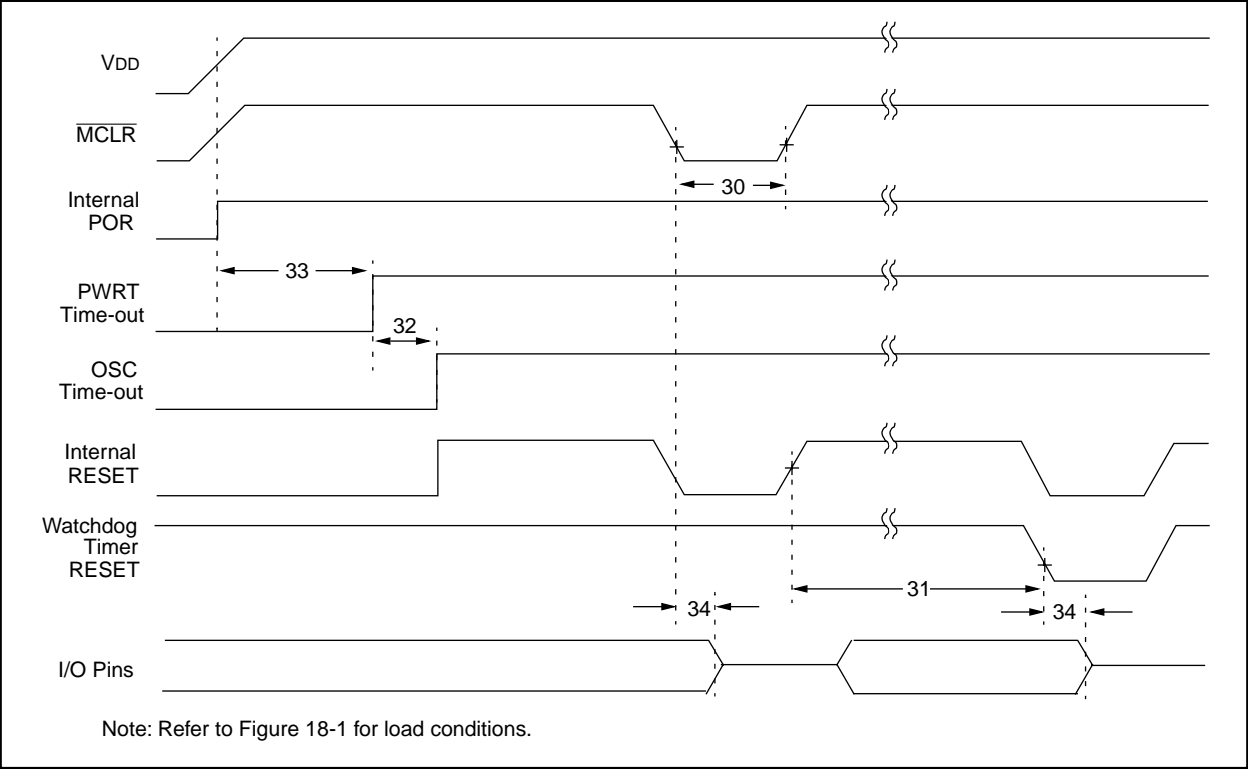 VDD
MCLR
30
Internal
POR
33
PWRT
Time-out
32
OSC
Time-out
Internal
RESET
Watchdog
Timer
RESET
31
34
34
I/O Pins
Note: Refer to Figure 18-1 for load conditions.